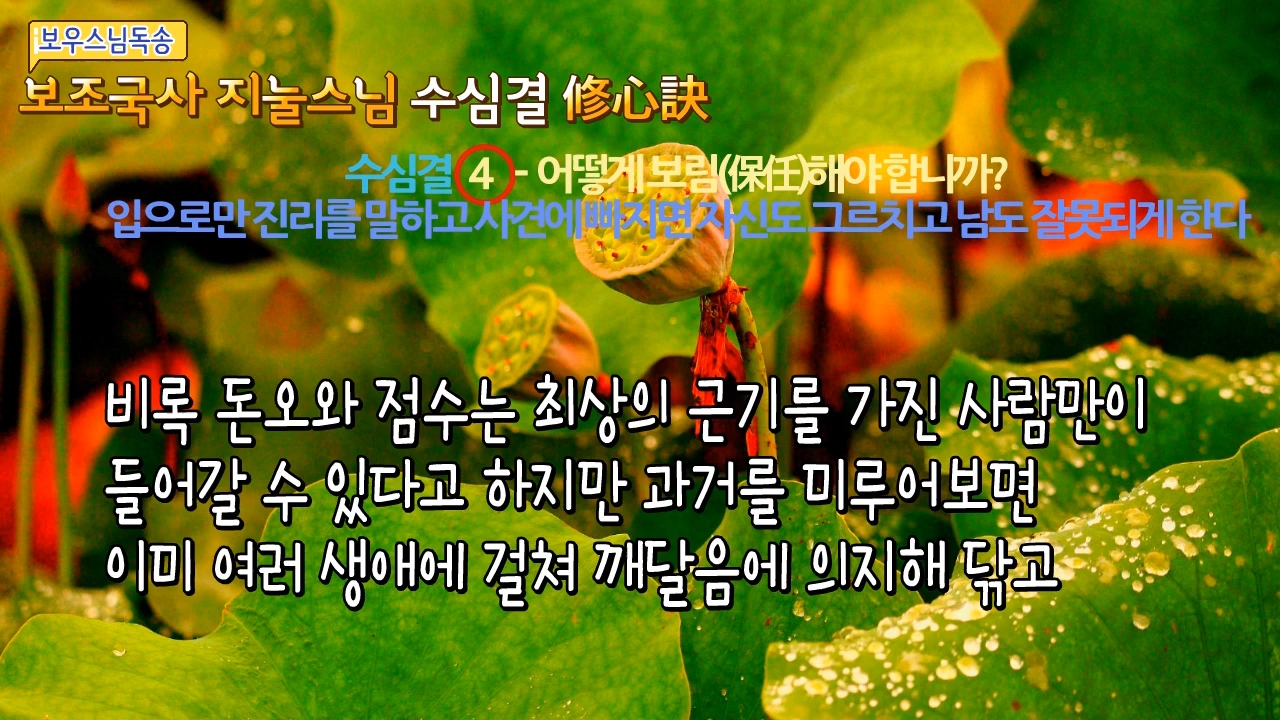 보우스님독송
보조국사 지눌스님 수심결 修心訣
수심결 ④ - 어떻게 보림(保任)해야 합니까?
입으로만 진리를 말하고 사견에 빠지면 자신도 그르치고 남도 잘못되게 한다
비록 돈오와 점수는 최상의 근기를 가진 사람만이
들어갈 수 있다고 하지만 과거를 미루어보면
이미 여러 생애에 걸쳐 깨달음에 의지해 닦고